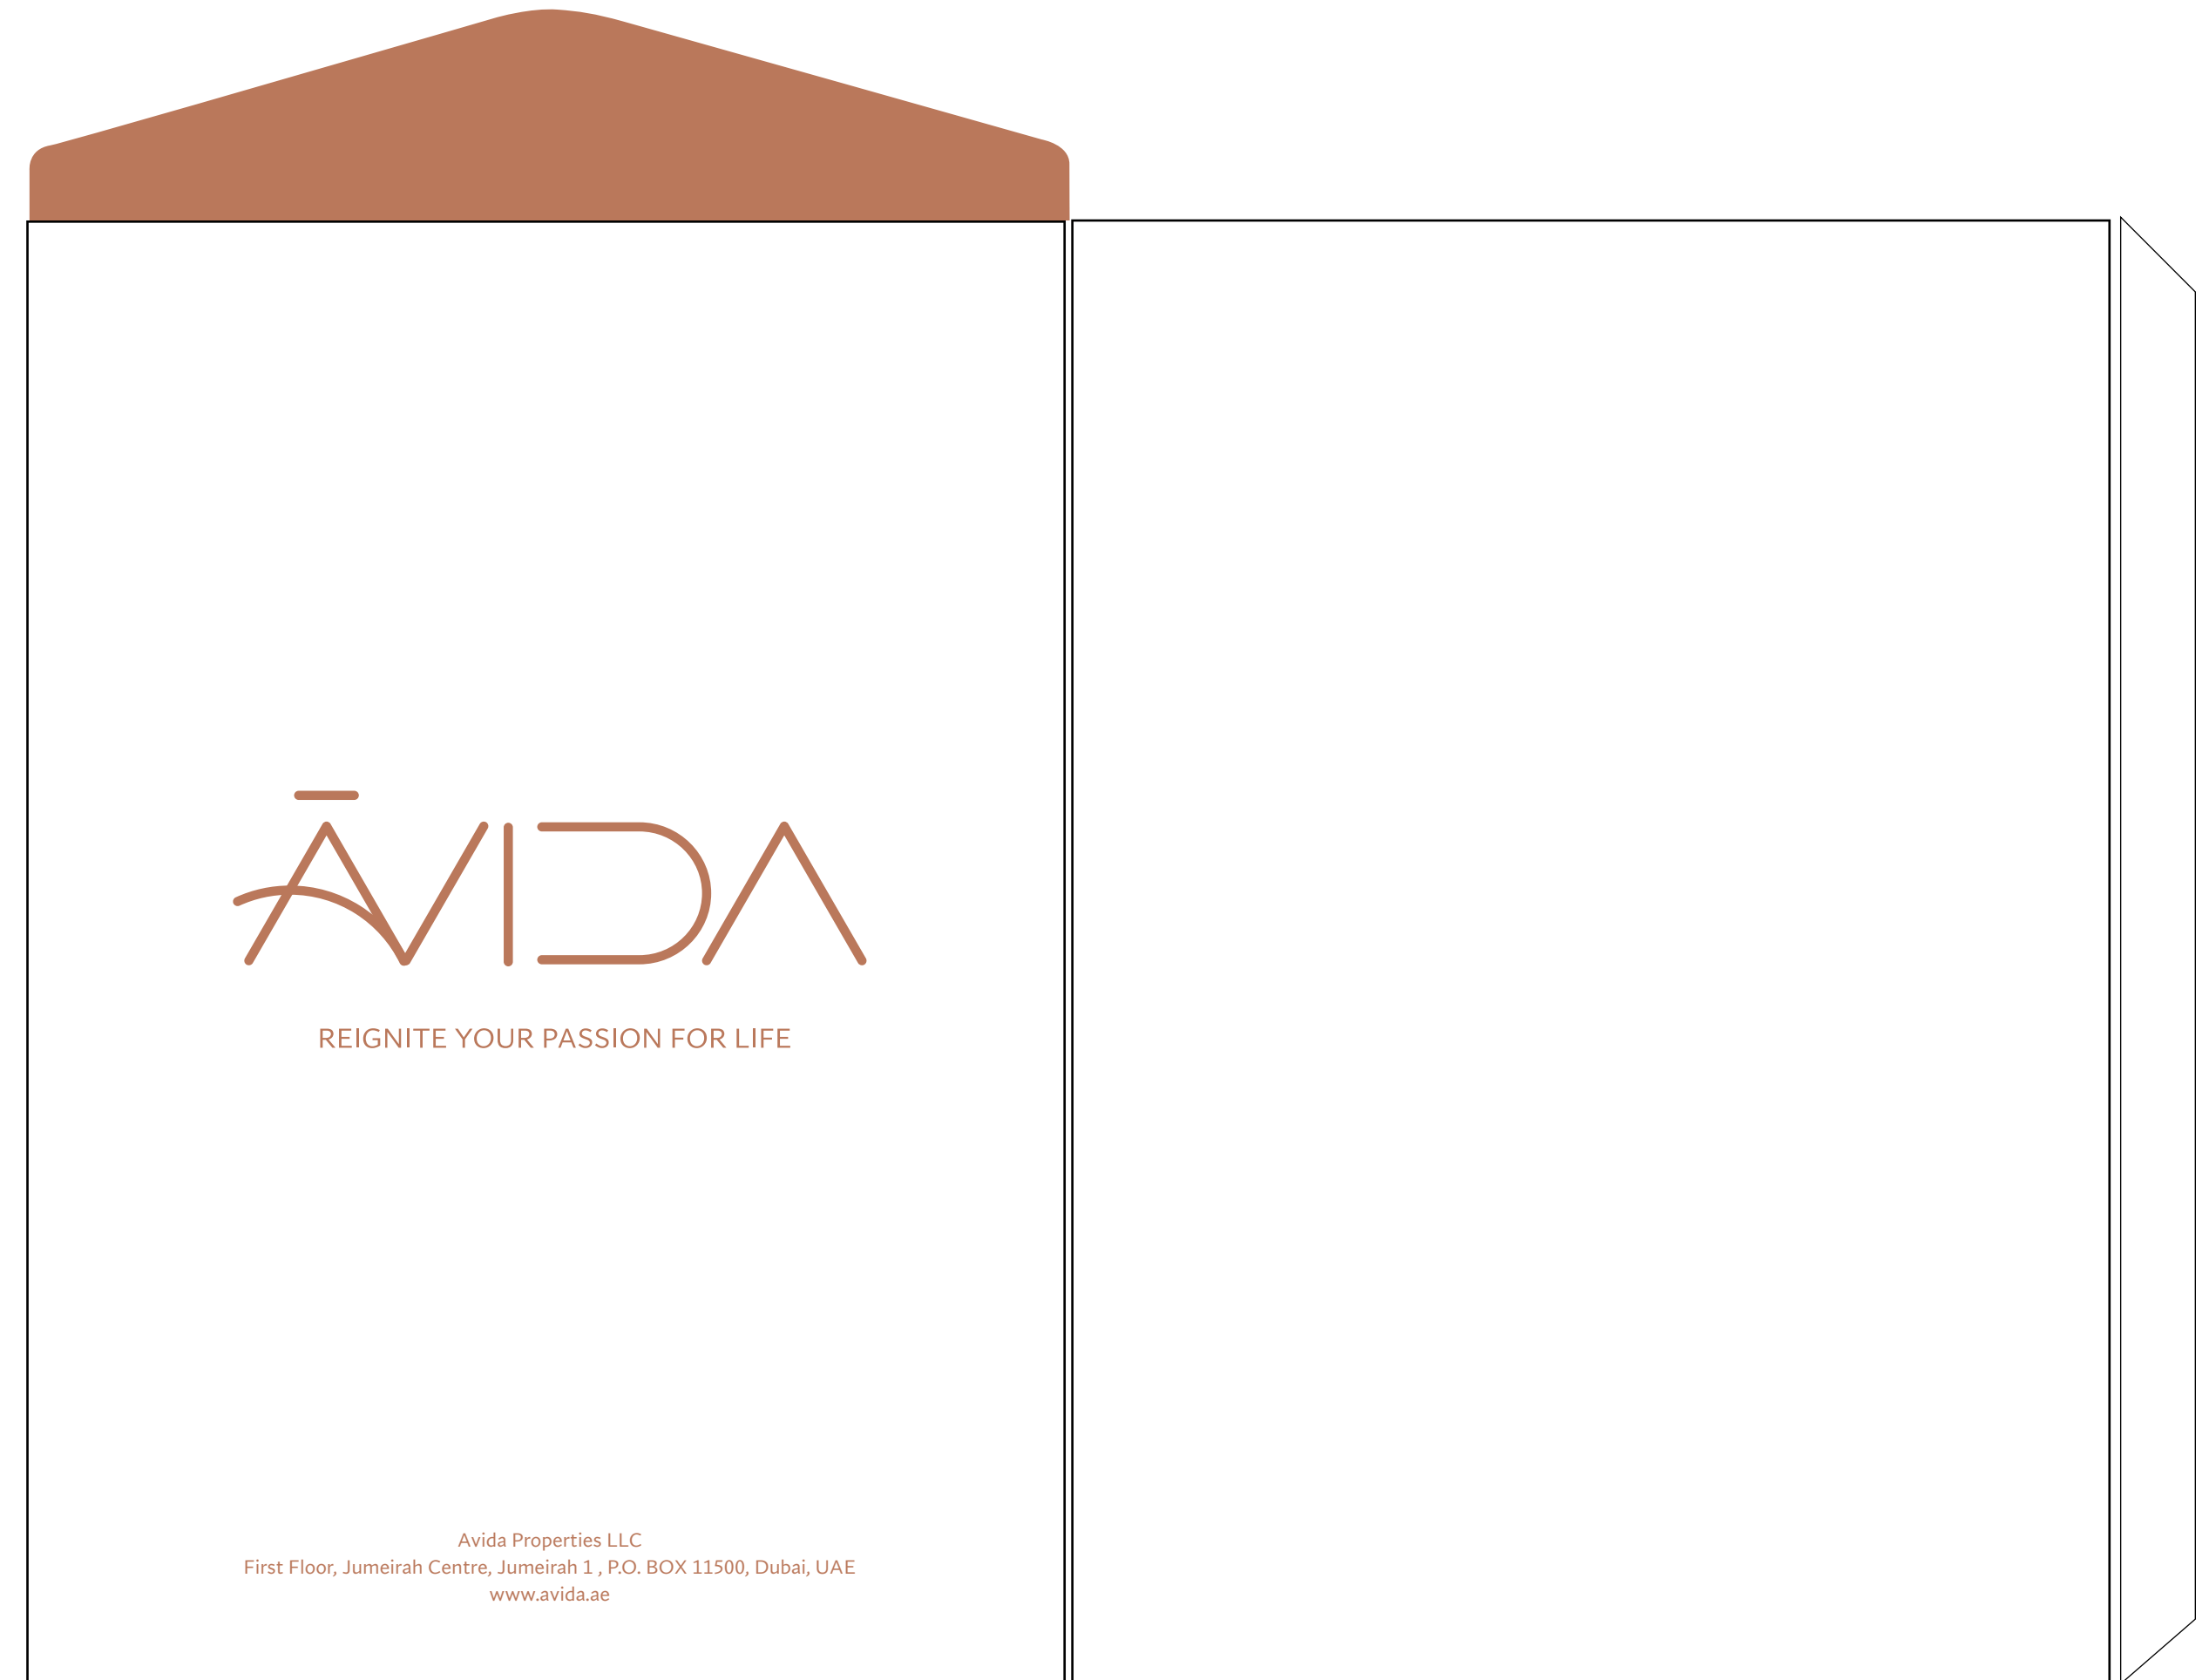 ĀVIDA
REIGNITE YOUR PASSION FOR LIFE
Avida Properties LLC
First Floor, Jumeirah Centre, Jumeirah 1 , P.O. BOX 11500, Dubai, UAE
www.avida.ae